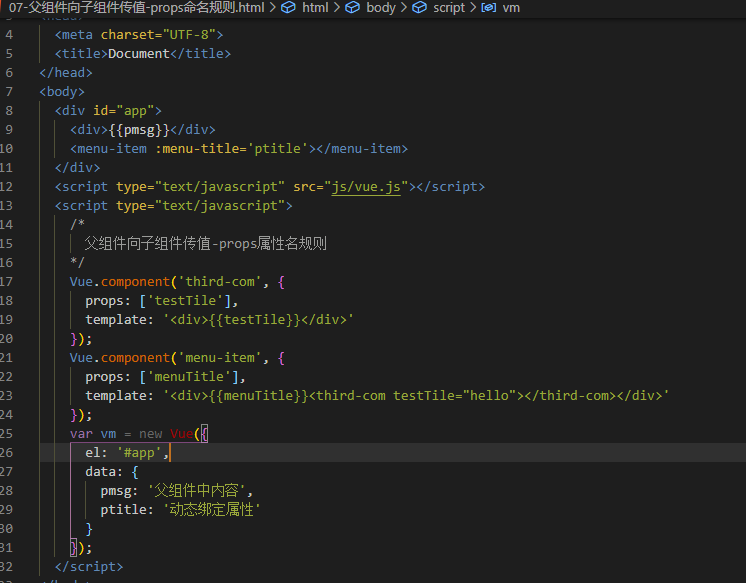 07-父组件向子组件传值-props命名规则.html > html > body > script > vm
4 <meta charset="UTF-8">
5 <title>Document</title>
6 </head>
7 <body>
8 <div id="app">
9 <div>{{pmsg}}</div>
10 <menu-item :menu-title='ptitle'></menu-item>
11 </div>
12 <script type="text/javascript" src="js/vue.js"></script>
13 <script type="text/javascript">
14 /*
15 父组件向子组件传值-props属性名规则
16 */
17 Vue.component('third-com', {
18 props: ['testTile'],
19 template: '<div>{{testTile}}</div>'
20 });
21 Vue.component('menu-item', {
22 props: ['menuTitle'],
23 template: '<div>{{menuTitle}}<third-com testTile="hello"></third-com></div>'
24 });
25 var vm = new Vue({
26 el: '#app',
27 data: {
28 pmsg: '父组件中内容',
29 ptitle: '动态绑定属性'
30 }
31 });
32 </script>